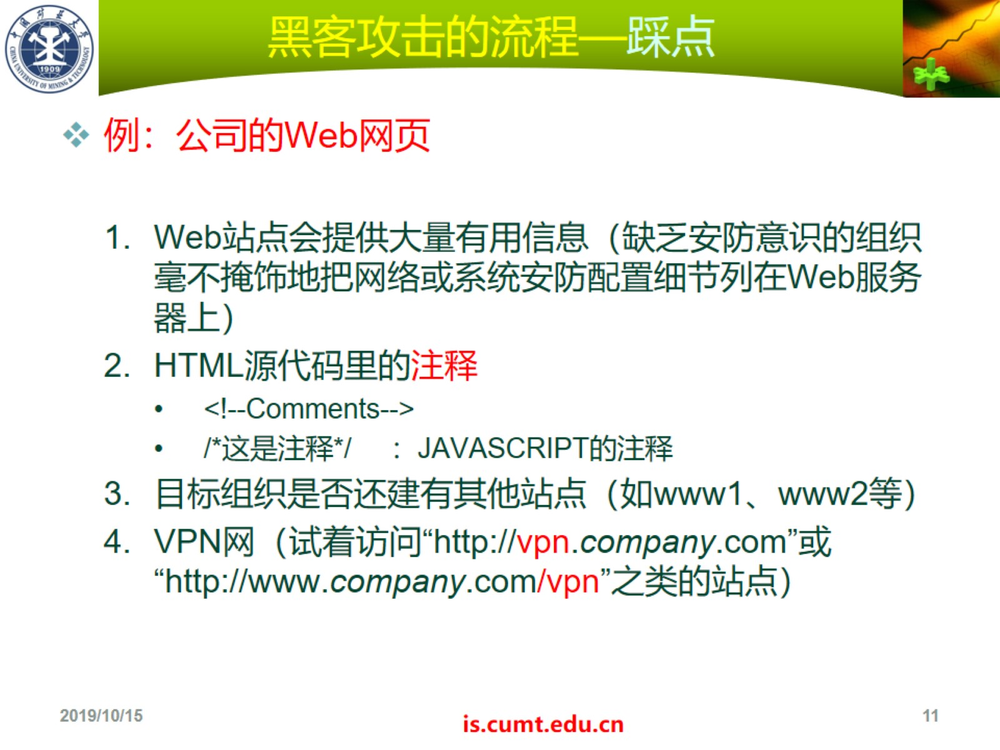 中国矿业大学
CHINA UNIVERSITY OF MINING & TECHNOLOGY
1909
黑客攻击的流程—踩点
例：公司的Web网页
1. Web站点会提供大量有用信息（缺乏安防意识的组织
毫不掩饰地把网络或系统安防配置细节列在Web服务
器上）
2. HTML源代码里的注释
• <!--Comments-->
• /*这是注释*/ ：JAVASCRIPT的注释
3. 目标组织是否还建有其他站点（如www1、www2等）
4. VPN网（试着访问“http://vpn.company.com”或
“http://www.company.com/vpn”之类的站点）
2019/10/15
is.cumt.edu.cn
11